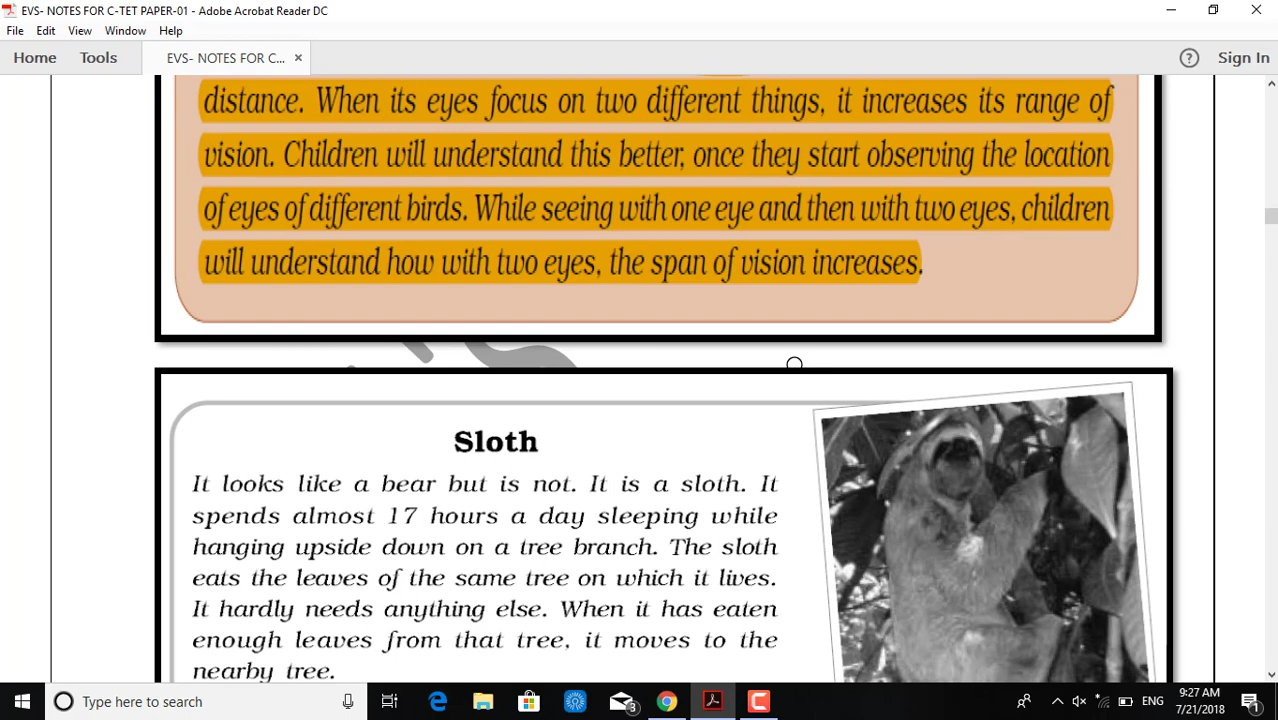 EVS- NOTES FOR C-TET PAPER-01 - Adobe Acrobat Reader DC
File Edit View Window Help
Home Tools EVS- NOTES FOR C... × Sign In
distance. When its eyes focus on two different things, it increases its range of
vision. Children will understand this better, once they start observing the location
of eyes of different birds. While seeing with one eye and then with two eyes, children
will understand how with two eyes, the span of vision increases.
Sloth
It looks like a bear but is not. It is a sloth. It
spends almost 17 hours a day sleeping while
hanging upside down on a tree branch. The sloth
eats the leaves of the same tree on which it lives.
It hardly needs anything else. When it has eaten
enough leaves from that tree, it moves to the
nearby tree.
Type here to search
3
ENG
9:27 AM
7/21/2018
1